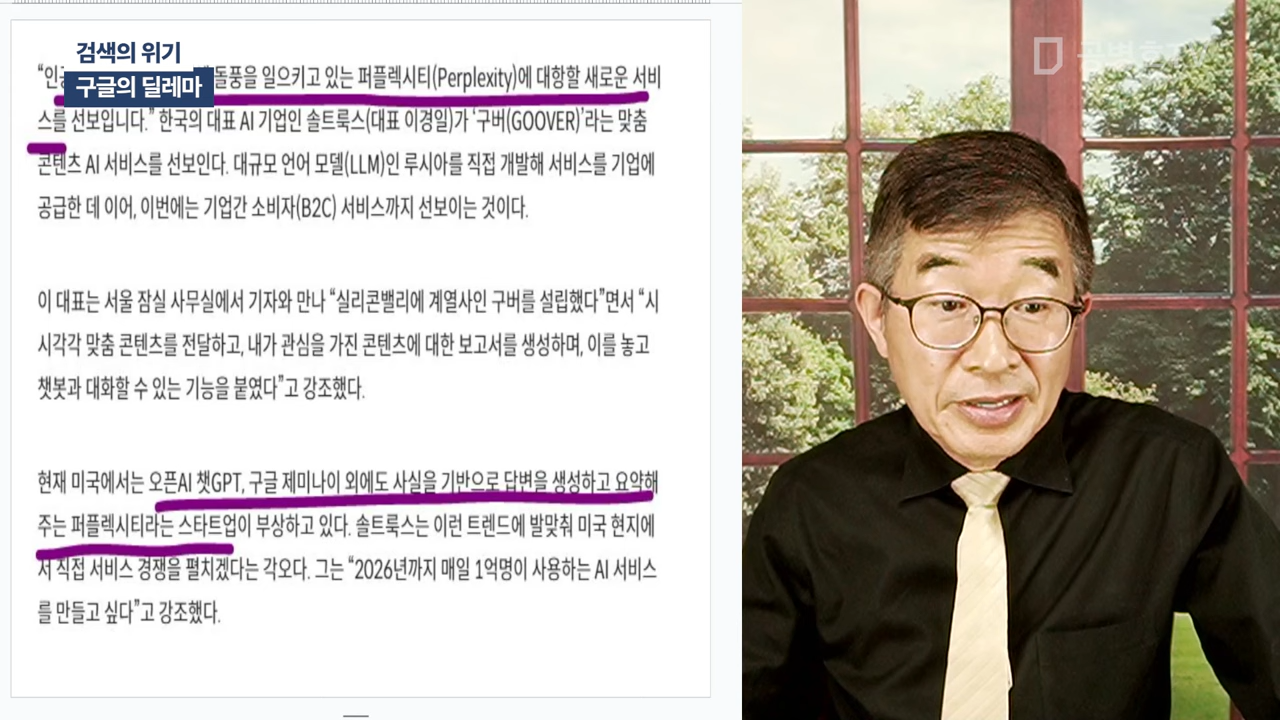 검색의 위기
구글의 딜레마
“인 돌풍을 일으키고 있는 퍼플렉시티(Perplexity)에 대항할 새로운 서비
스를 선보입니다.” 한국의 대표 AI 기업인 솔트룩스(대표 이경일)가 ‘구버(GOOVER)’라는 맞춤
콘텐츠 AI 서비스를 선보인다. 대규모 언어 모델(LLM)인 루시아를 직접 개발해 서비스를 기업에
공급한 데 이어, 이번에는 기업간 소비자(B2C) 서비스까지 선보이는 것이다.
이 대표는 서울 잠실 사무실에서 기자와 만나 “실리콘밸리에 계열사인 구버를 설립했다”면서 “시
시각각 맞춤 콘텐츠를 전달하고, 내가 관심을 가진 콘텐츠에 대한 보고서를 생성하며, 이를 놓고
챗봇과 대화할 수 있는 기능을 붙였다”고 강조했다.
현재 미국에서는 오픈AI 챗GPT, 구글 제미나이 외에도 사실을 기반으로 답변을 생성하고 요약해
주는 퍼플렉시티라는 스타트업이 부상하고 있다. 솔트룩스는 이런 트렌드에 발맞춰 미국 현지에
서 직접 서비스 경쟁을 펼치겠다는 각오다. 그는 “2026년까지 매일 1억명이 사용하는 AI 서비스
를 만들고 싶다”고 강조했다.